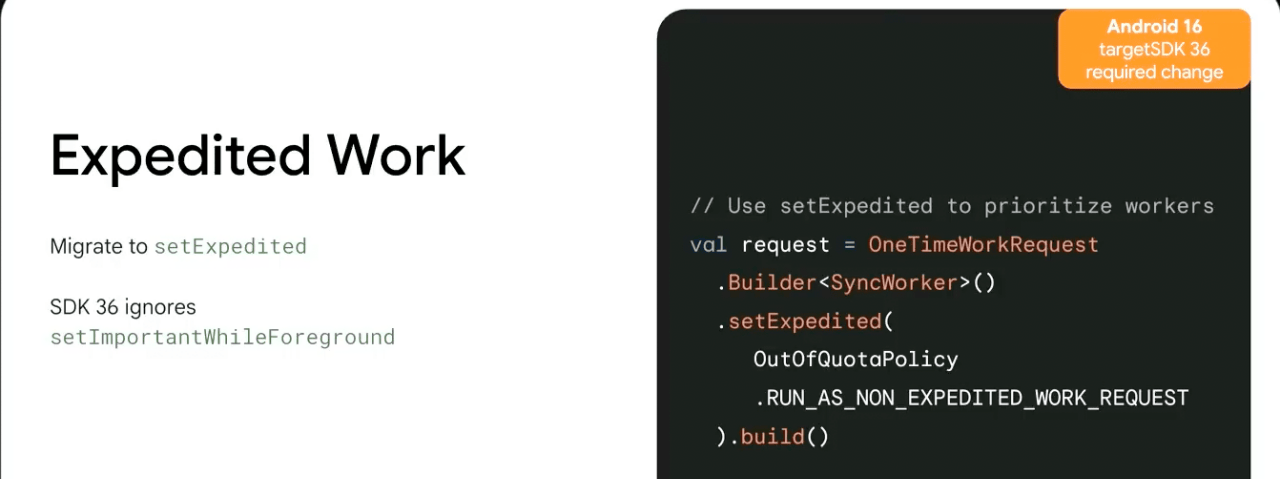 Android 16
targetSDK 36
required change
Expedited Work
Migrate to setExpedited
SDK 36 ignores
setImportantWhileForeground
// Use setExpedited to prioritize workers
val request = OneTimeWorkRequest
.Builder<SyncWorker>()
.setExpedited(
OutOfQuotaPolicy
.RUN_AS_NON_EXPEDITED_WORK_REQUEST
).build()